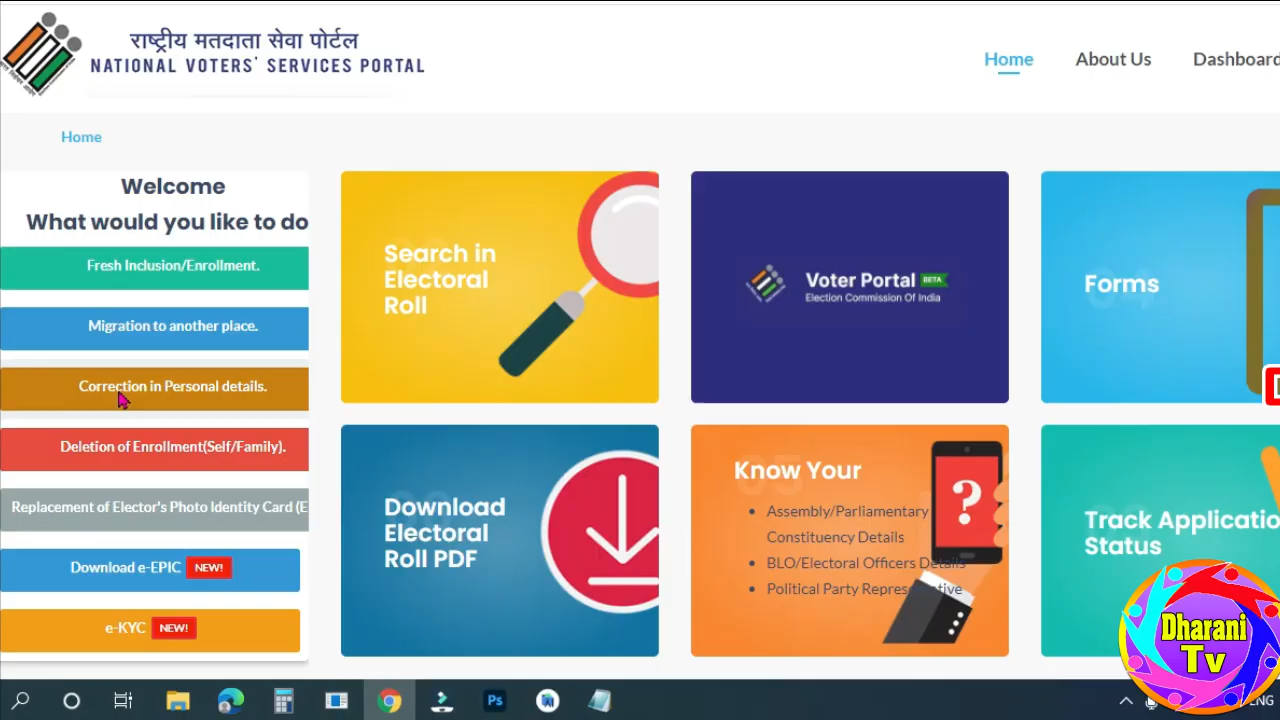 राष्ट्रीय मतदाता सेवा पोर्टल
NATIONAL VOTERS' SERVICES PORTAL
Home
About Us
Dashboard
Home
Welcome
What would you like to do
Fresh Inclusion/Enrollment.
Migration to another place.
Correction in Personal details.
Deletion of Enrollment(Self/Family).
Replacement of Elector's Photo Identity Card (E
Download e-EPIC NEW!
e-KYC NEW!
Search in
Electoral
Roll
Voter Portal BETA
Election Commission Of India
Forms
Download
Electoral
Roll PDF
Know Your
Assembly/Parliamentary
Constituency Details
BLO/Electoral Officers Details
Political Party Representative
Track Applicatio
Status
Dharani
Tv
Ps
ENG